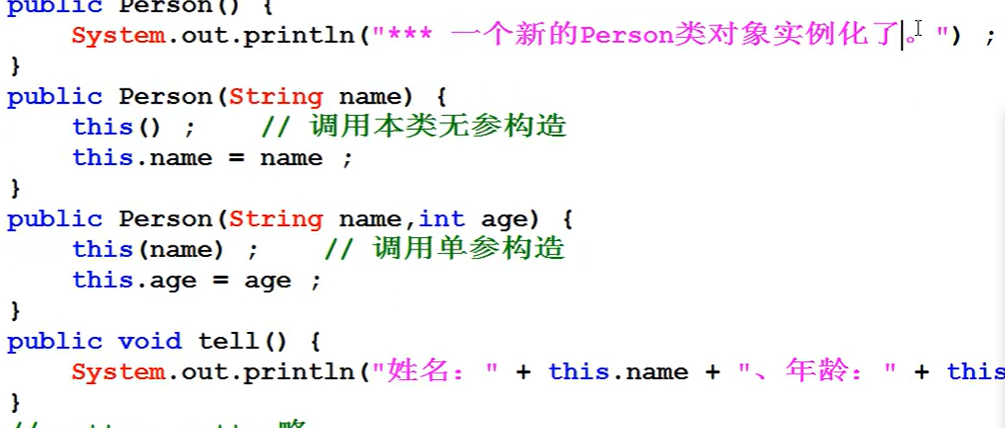 public Person() {
System.out.println("*** 一个新的Person类对象实例化了。") ;
}
public Person(String name) {
this() ; // 调用本类无参构造
this.name = name ;
}
public Person(String name,int age) {
this(name) ; // 调用单参构造
this.age = age ;
}
public void tell() {
System.out.println("姓名：" + this.name + "、年龄：" + this
}
// 略